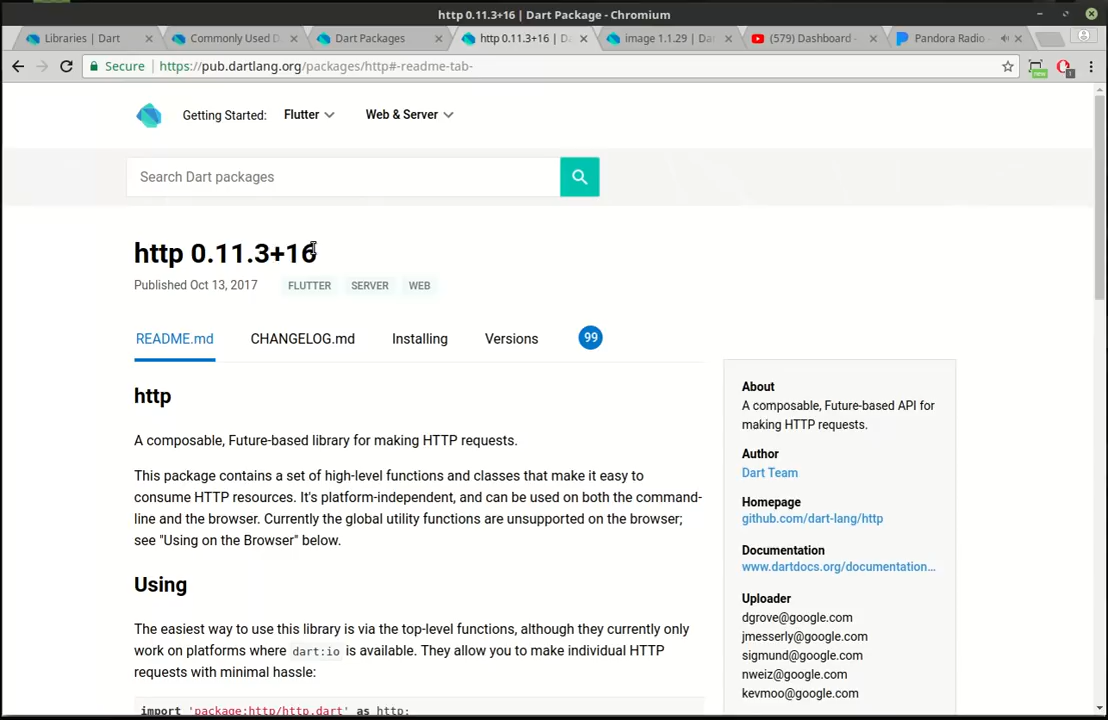 http 0.11.3+16 | Dart Package - Chromium
Libraries | Dart
Commonly Used D
Dart Packages
http 0.11.3+16 | D
image 1.1.29 | Da
(579) Dashboard -
Pandora Radio -
Secure | https://pub.dartlang.org/packages/http#-readme-tab-
new
1
Getting Started:
Flutter
Web & Server
Search Dart packages
http 0.11.3+16
Published Oct 13, 2017
FLUTTER
SERVER
WEB
README.md
CHANGELOG.md
Installing
Versions
99
http
A composable, Future-based library for making HTTP requests.
This package contains a set of high-level functions and classes that make it easy to
consume HTTP resources. It's platform-independent, and can be used on both the command-
line and the browser. Currently the global utility functions are unsupported on the browser;
see "Using on the Browser" below.
Using
The easiest way to use this library is via the top-level functions, although they currently only
work on platforms where dart:io is available. They allow you to make individual HTTP
requests with minimal hassle:
import 'package:http/http.dart' as http;
About
A composable, Future-based API for
making HTTP requests.
Author
Dart Team
Homepage
github.com/dart-lang/http
Documentation
www.dartdocs.org/documentation...
Uploader
dgrove@google.com
jmesserly@google.com
sigmund@google.com
nweiz@google.com
kevmoo@google.com